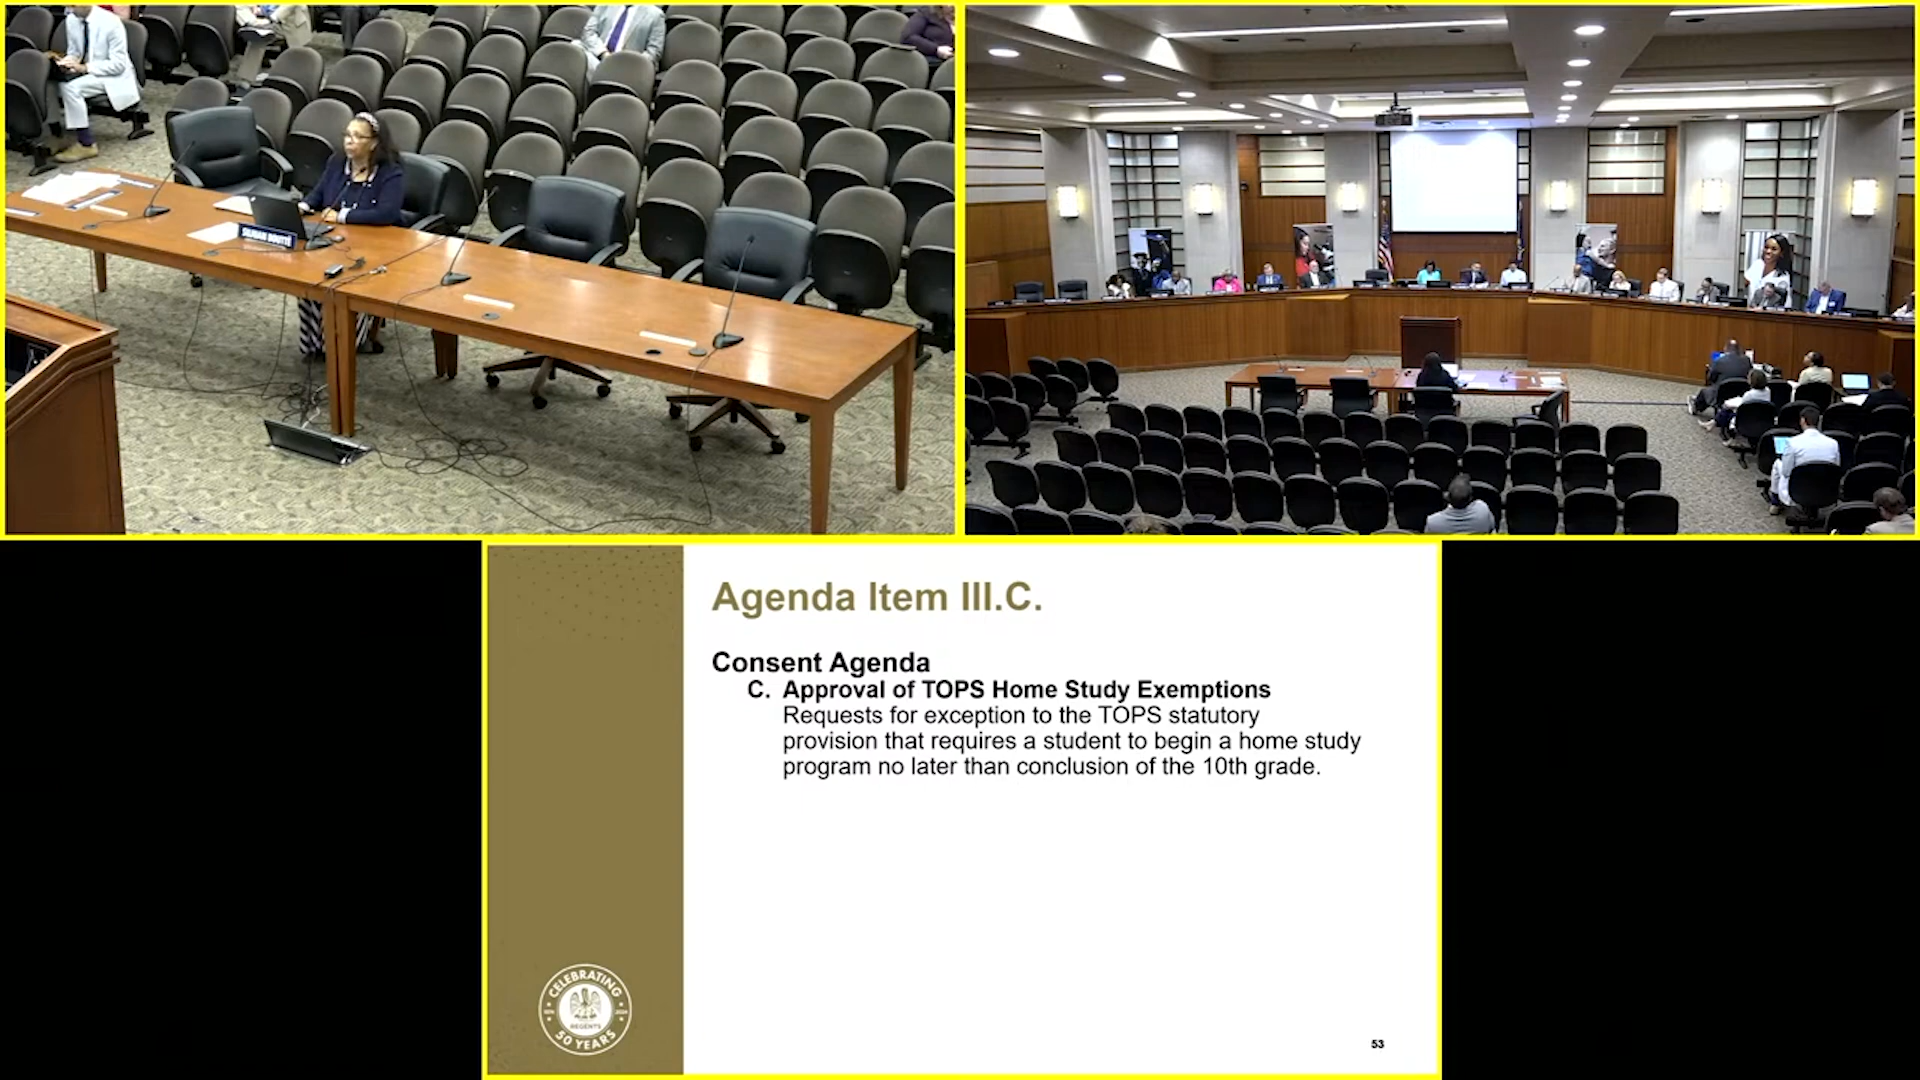 Agenda Item III.C.
Consent Agenda
C. Approval of TOPS Home Study Exemptions
Requests for exception to the TOPS statutory
provision that requires a student to begin a home study
program no later than conclusion of the 10th grade.
CELEBRATING
REGENTS
50 YEARS
53